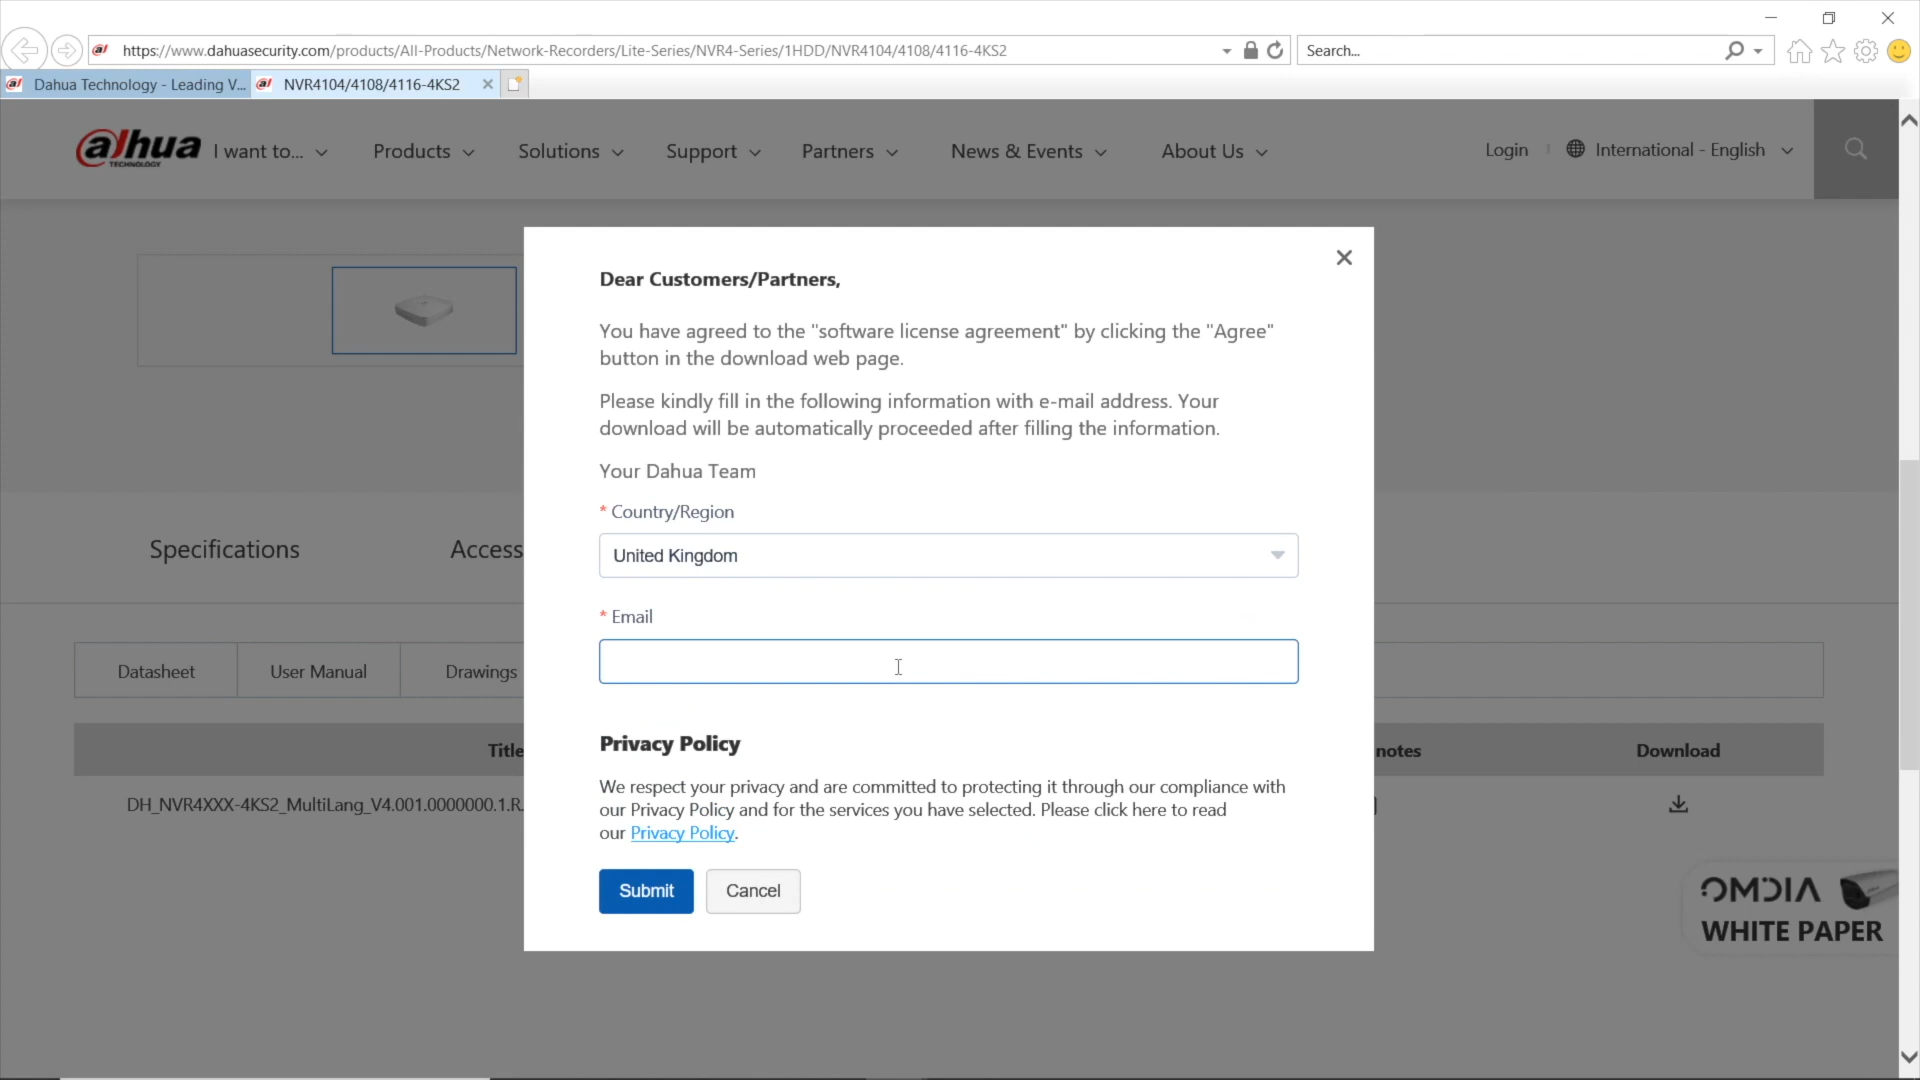 https://www.dahuasecurity.com/products/All-Products/Network-Recorders/Lite-Series/NVR4-Series/1HDD/NVR4104/4108/4116-4KS2
Search...
Dahua Technology - Leading V...
NVR4104/4108/4116-4KS2
alhua TECHNOLOGY
I want to... Products Solutions Support Partners News & Events About Us
Login
International - English
Dear Customers/Partners,
You have agreed to the "software license agreement" by clicking the "Agree"
button in the download web page.
Please kindly fill in the following information with e-mail address. Your
download will be automatically proceeded after filling the information.
Your Dahua Team
* Country/Region
United Kingdom
* Email
Specifications
Access
Datasheet
User Manual
Drawings
Title
notes
Download
DH_NVR4XXX-4KS2_MultiLang_V4.001.0000000.1.R.
Privacy Policy
We respect your privacy and are committed to protecting it through our compliance with
our Privacy Policy and for the services you have selected. Please click here to read
our Privacy Policy.
Submit
Cancel
OMDIA
WHITE PAPER